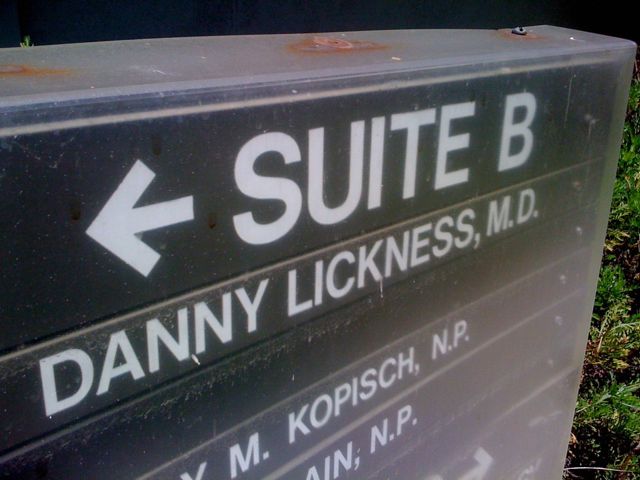 ← SUITE B
DANNY LICKNESS, M.D.
M. KOPISCH, N.P.
N.P.